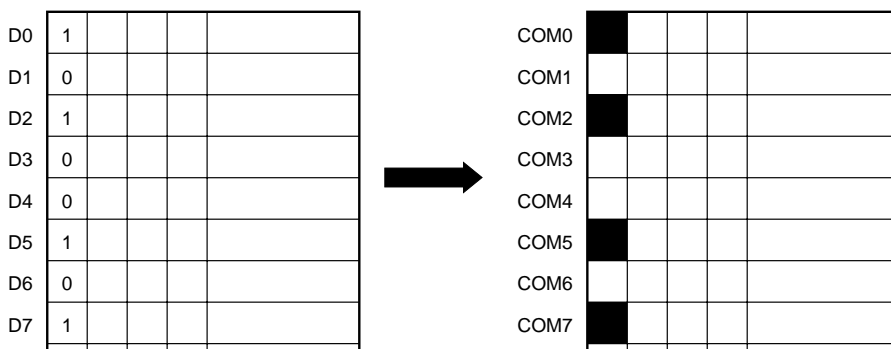 D0 1 COM0
D1 0 COM1
D2 1 COM2
D3 0 COM3
D4 0 COM4
D5 1 COM5
D6 0 COM6
D7 1 COM7